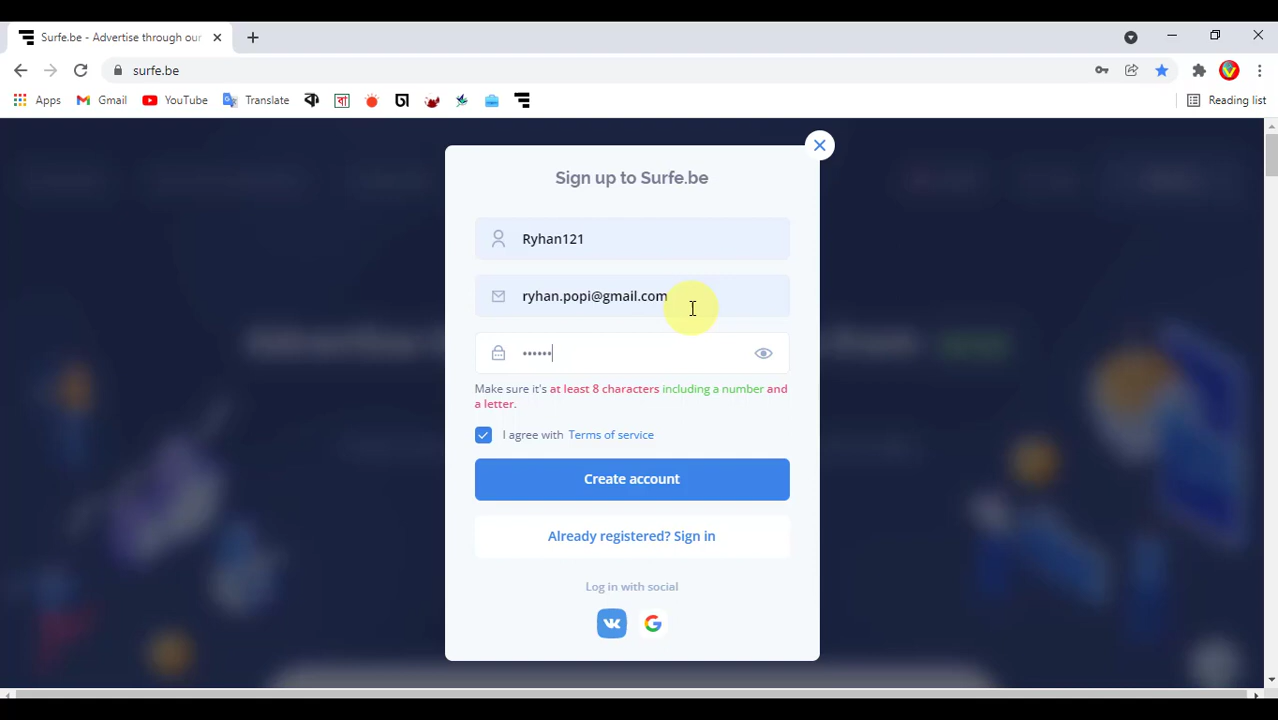 Surfe.be - Advertise through our
surfe.be
Apps Gmail YouTube Translate বা Reading list
Sign up to Surfe.be
Ryhan121
ryhan.popi@gmail.com
••••••
Make sure it's at least 8 characters including a number and
a letter.
I agree with Terms of service
Create account
Already registered? Sign in
Log in with social